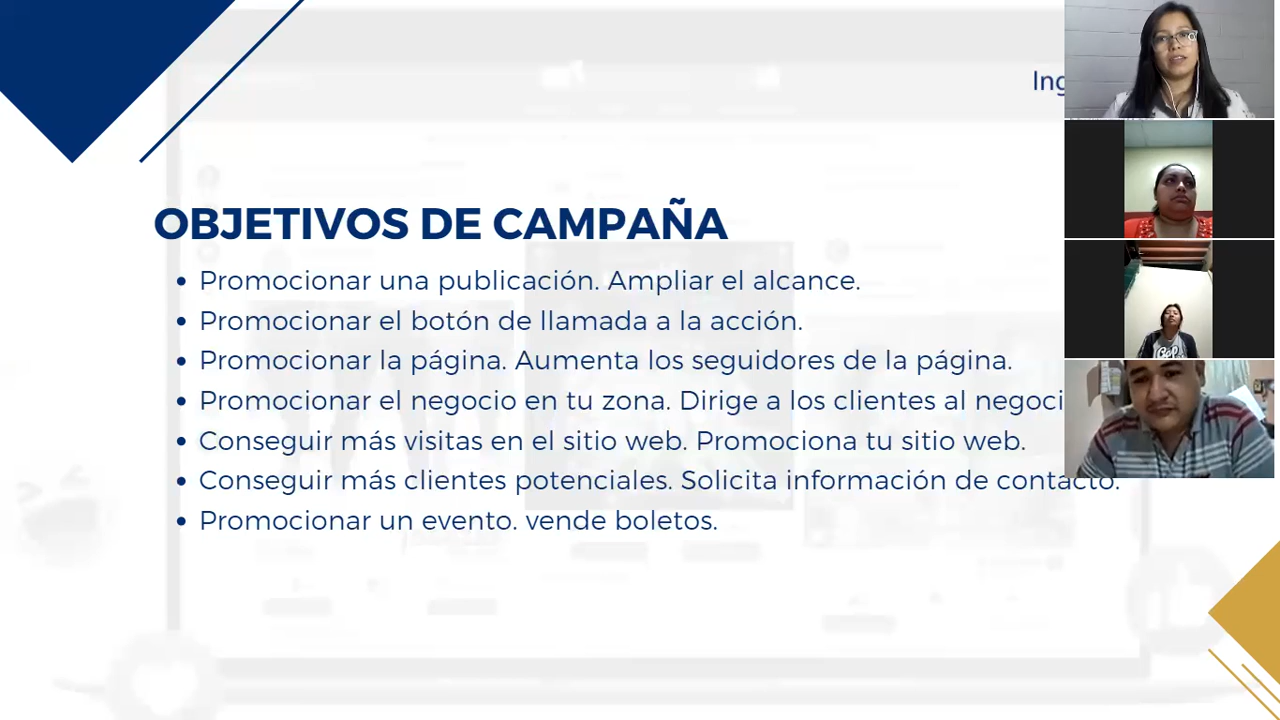 Ing
OBJETIVOS DE CAMPAÑA
• Promocionar una publicación. Ampliar el alcance.
• Promocionar el botón de llamada a la acción.
• Promocionar la página. Aumenta los seguidores de la página.
• Promocionar el negocio en tu zona. Dirige a los clientes al negoci
• Conseguir más visitas en el sitio web. Promociona tu sitio web.
• Conseguir más clientes potenciales. Solicita información de contacto.
• Promocionar un evento. vende boletos.